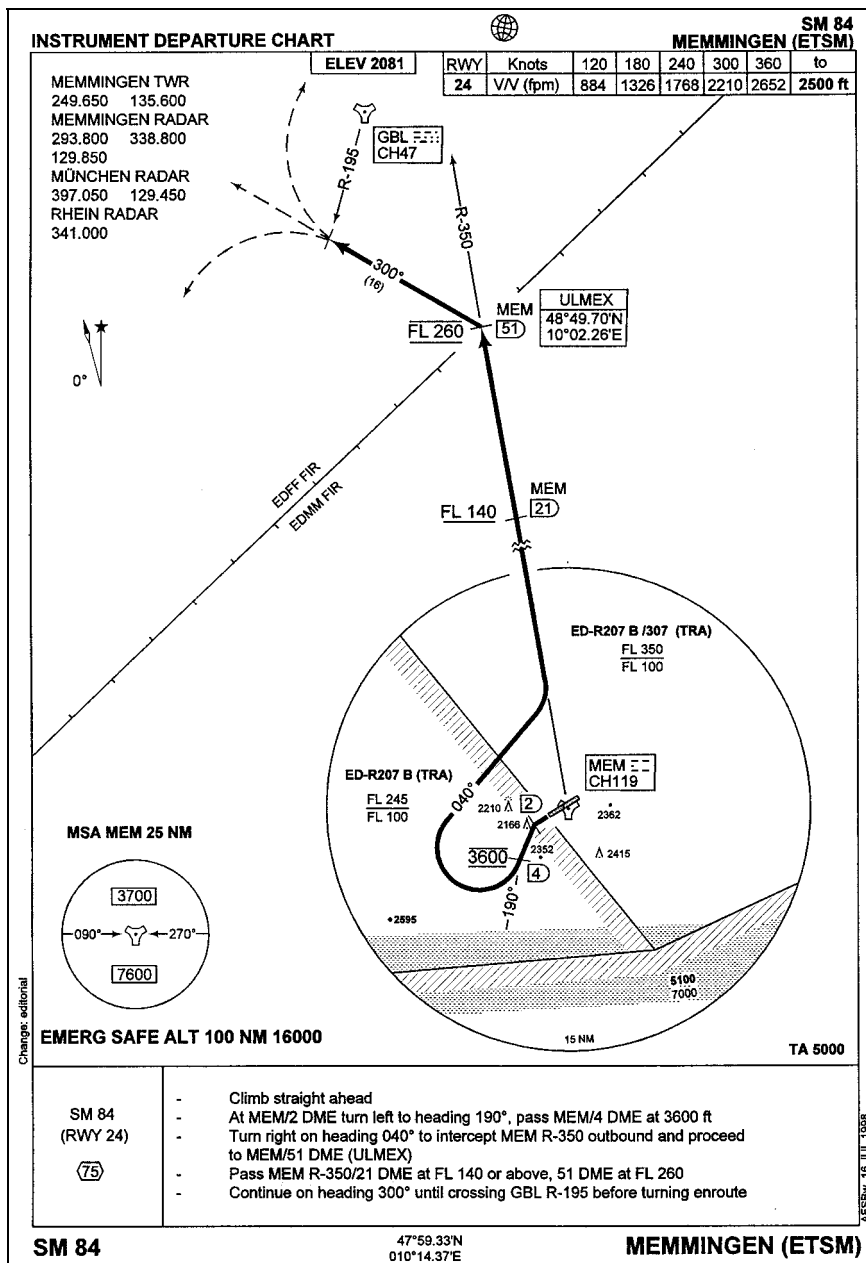 SM 84
INSTRUMENT DEPARTURE CHART
MEMMINGEN (ETSM)
ELEV 2081
RWY Knots 120 180 240 300 360 to
24 V/V (fpm) 884 1326 1768 2210 2652 2500 ft
MEMMINGEN TWR
249.650 135.600
MEMMINGEN RADAR
293.800 338.800
129.850
MÜNCHEN RADAR
397.050 129.450
RHEIN RADAR
341.000
GBL
CH47
R-195
R-350
300°
(16)
MEM
51
FL 260
ULMEX
48°49.70'N
10°02.26'E
0°
EDFF FIR
EDMM FIR
MEM
21
FL 140
ED-R207 B /307 (TRA)
FL 350
FL 100
MEM
CH119
ED-R207 B (TRA)
FL 245
FL 100
040°
2210
2
2166
2362
2352
2415
3600
4
190°
2595
5100
7000
15 NM
MSA MEM 25 NM
3700
090°
270°
7600
EMERG SAFE ALT 100 NM 16000
TA 5000
Change: editorial
SM 84
(RWY 24)
75
- Climb straight ahead
- At MEM/2 DME turn left to heading 190°, pass MEM/4 DME at 3600 ft
- Turn right on heading 040° to intercept MEM R-350 outbound and proceed
to MEM/51 DME (ULMEX)
- Pass MEM R-350/21 DME at FL 140 or above, 51 DME at FL 260
- Continue on heading 300° until crossing GBL R-195 before turning enroute
16 JUL 1998
SM 84
47°59.33'N
010°14.37'E
MEMMINGEN (ETSM)